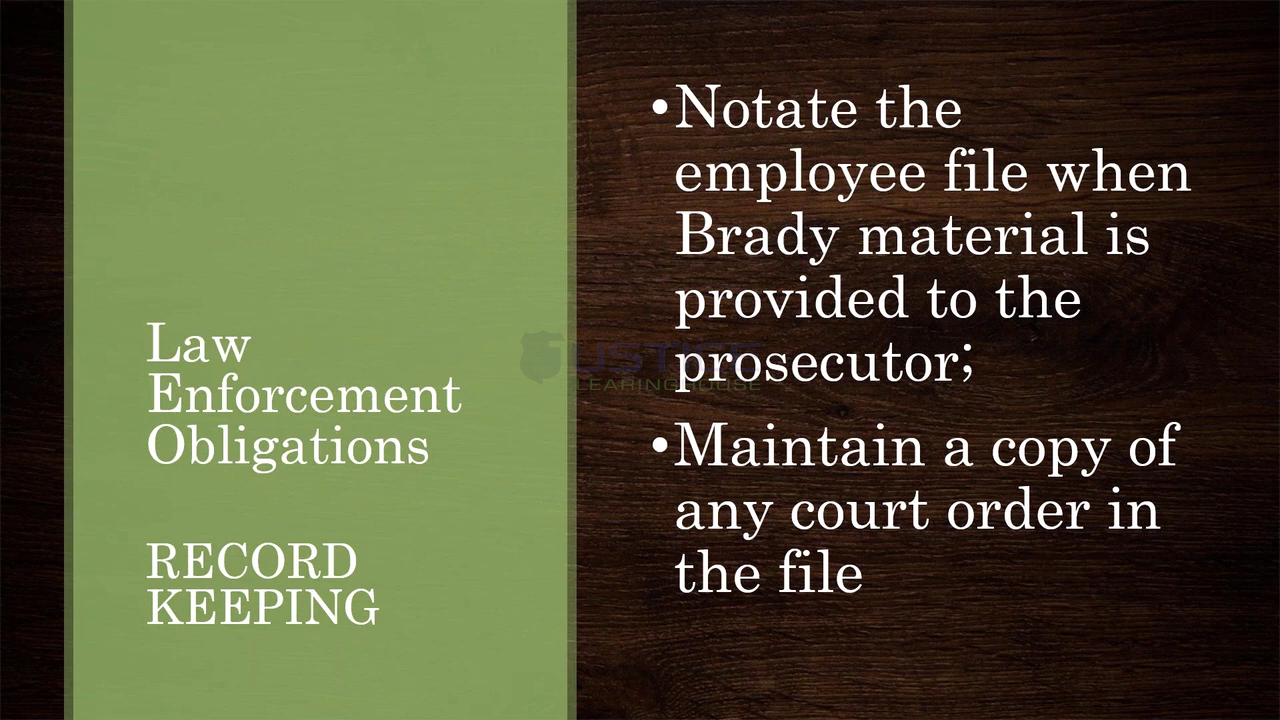 Law
Enforcement
Obligations
RECORD
KEEPING
•Notate the
employee file when
Brady material is
provided to the
prosecutor;
•Maintain a copy of
any court order in
the file